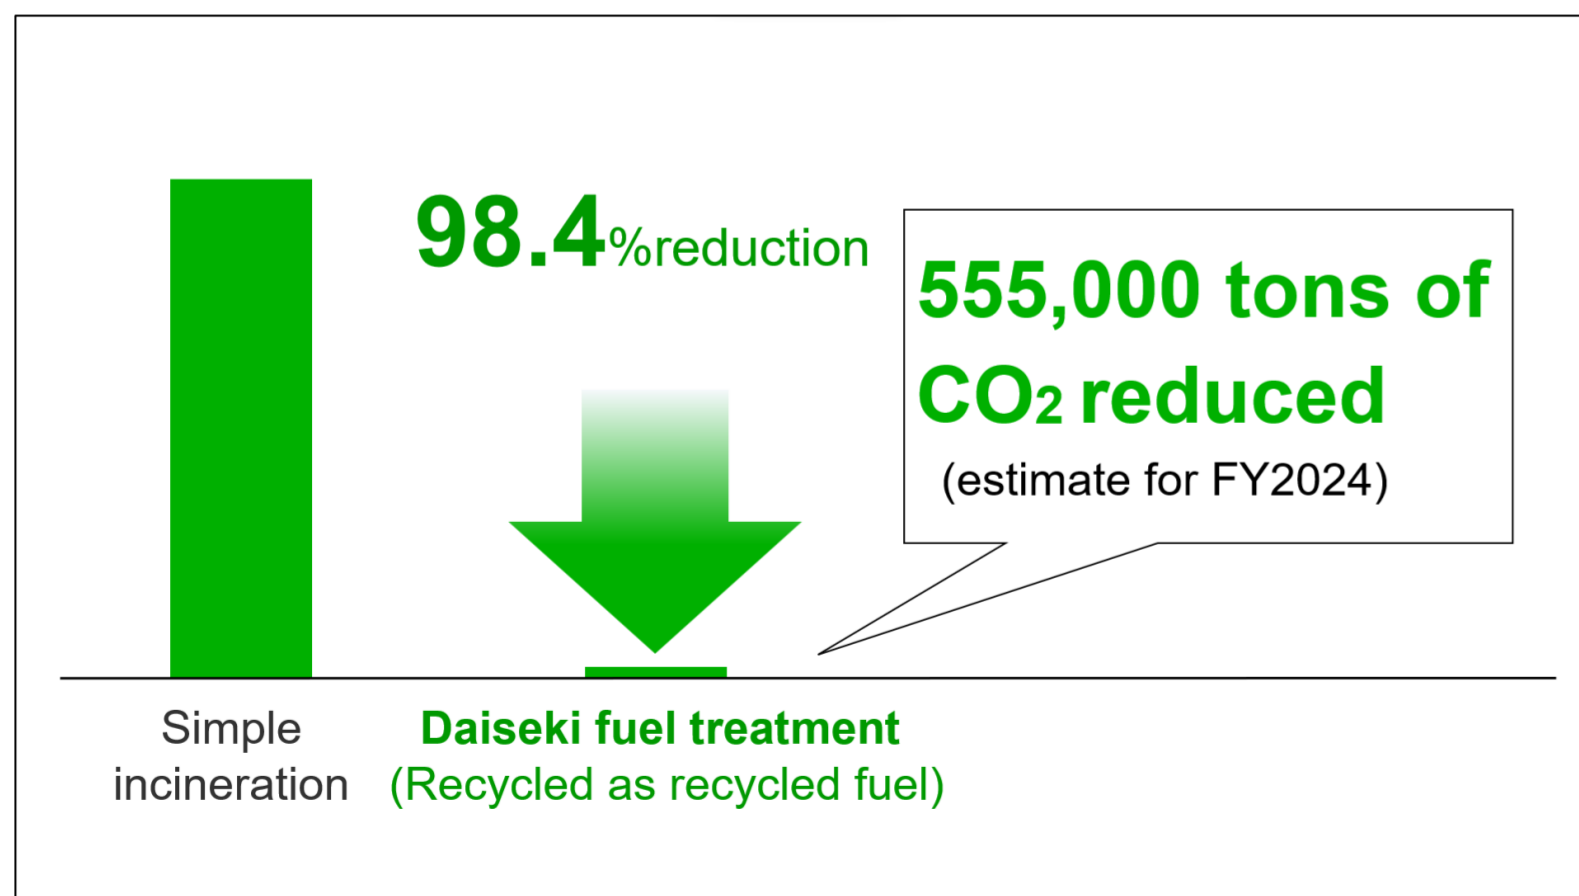 98.4%reduction
555,000 tons of
CO₂ reduced
(estimate for FY2024)
Simple
incineration
Daiseki fuel treatment
(Recycled as recycled fuel)